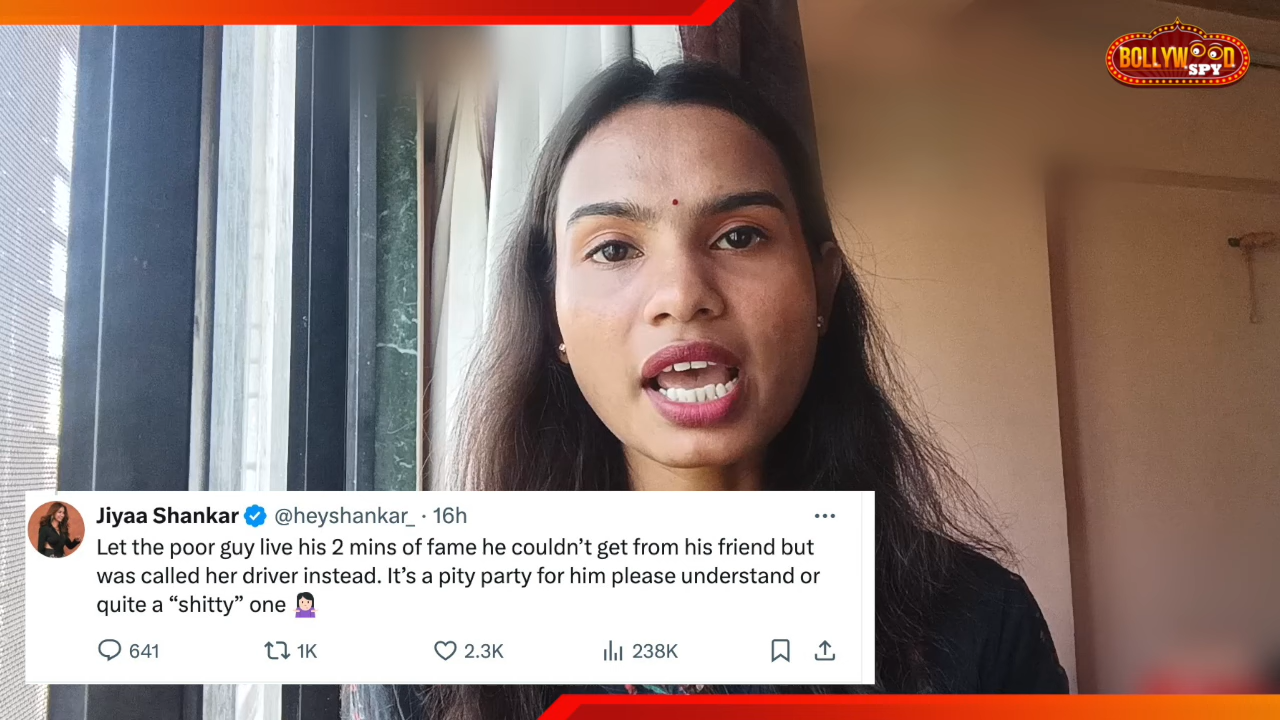 BOLLYWOOD
SPY
Jiyaa Shankar @heyshankar_ · 16h
Let the poor guy live his 2 mins of fame he couldn’t get from his friend but
was called her driver instead. It’s a pity party for him please understand or
quite a “shitty” one 🤷🏻‍♀️
641 1K 2.3K 238K